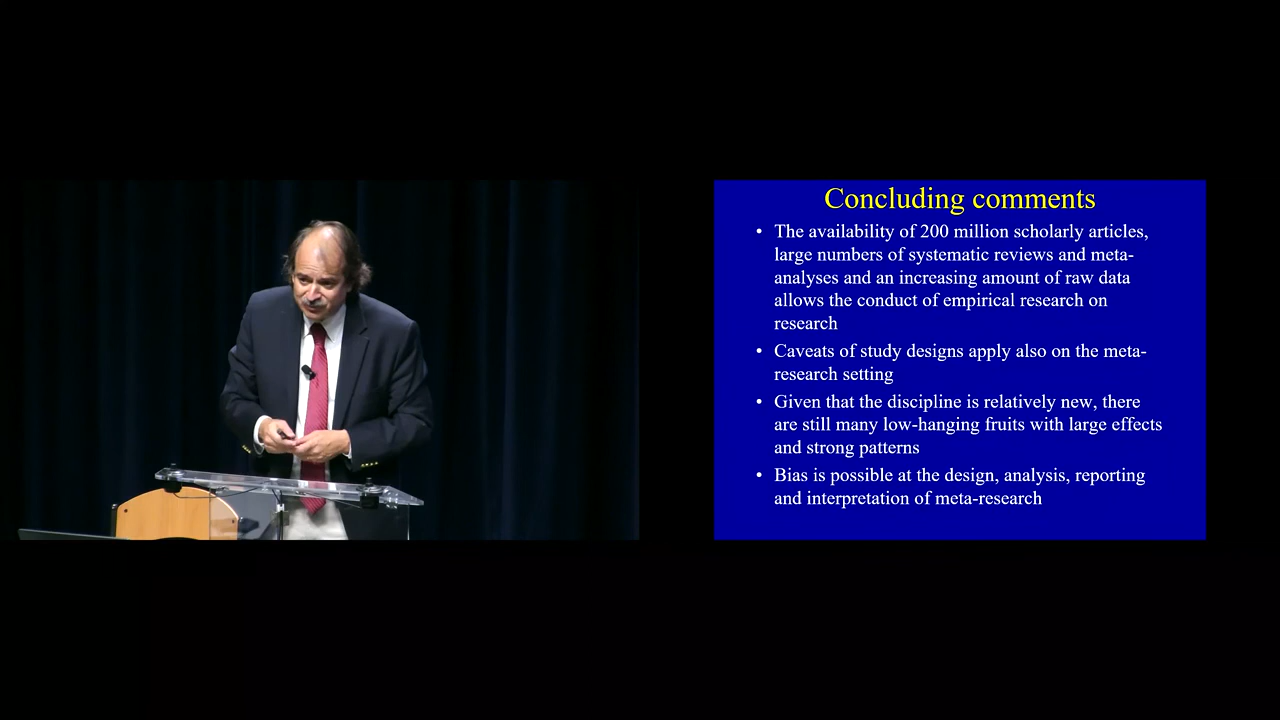 Concluding comments
• The availability of 200 million scholarly articles,
large numbers of systematic reviews and meta-
analyses and an increasing amount of raw data
allows the conduct of empirical research on
research
• Caveats of study designs apply also on the meta-
research setting
• Given that the discipline is relatively new, there
are still many low-hanging fruits with large effects
and strong patterns
• Bias is possible at the design, analysis, reporting
and interpretation of meta-research